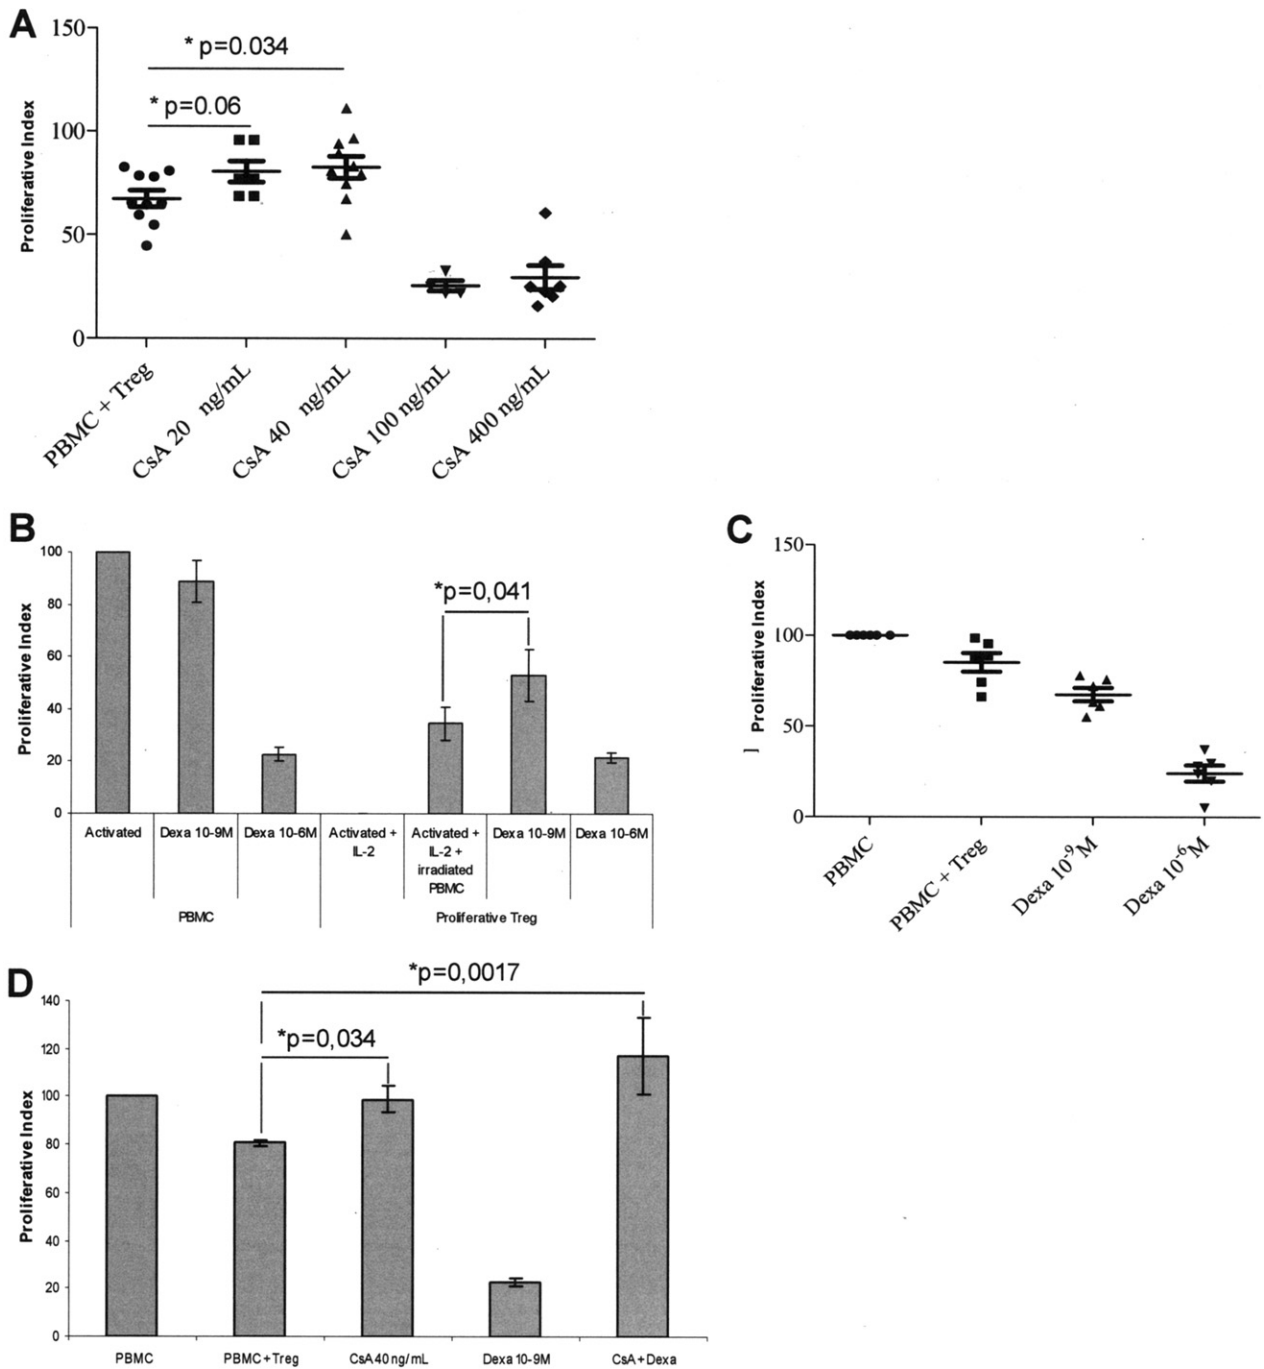 A
150
100
50
0
Proliferative Index
* p=0.034
* p=0.06
PBMC + Treg
CsA 20 ng/mL
CsA 40 ng/mL
CsA 100 ng/mL
CsA 400 ng/mL
B
100
80
60
40
20
0
Proliferative Index
*p=0,041
Activated
Dexa 10-9M
Dexa 10-6M
Activated +
IL-2
Activated +
IL-2 +
irradiated
PBMC
Dexa 10-9M
Dexa 10-6M
PBMC
Proliferative Treg
C
150
100
50
0
] Proliferative Index
PBMC
PBMC + Treg
Dexa 10⁻⁹M
Dexa 10⁻⁶M
D
140
120
100
80
60
40
20
0
Proliferative Index
*p=0,0017
*p=0,034
PBMC
PBMC+Treg
CsA40 ng/mL
Dexa 10-9M
CsA+Dexa